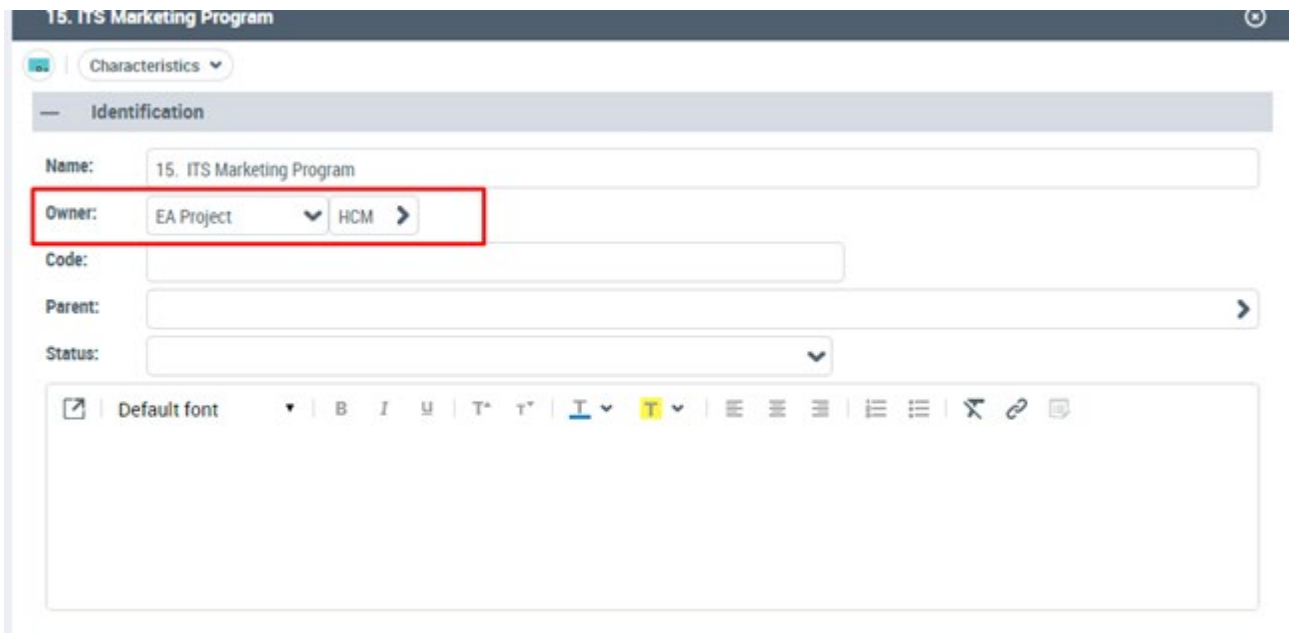 15. ITS Marketing Program
Characteristics
Identification
Name: 15. ITS Marketing Program
Owner: EA Project HCM
Code:
Parent:
Status:
Default font B I U T T T T